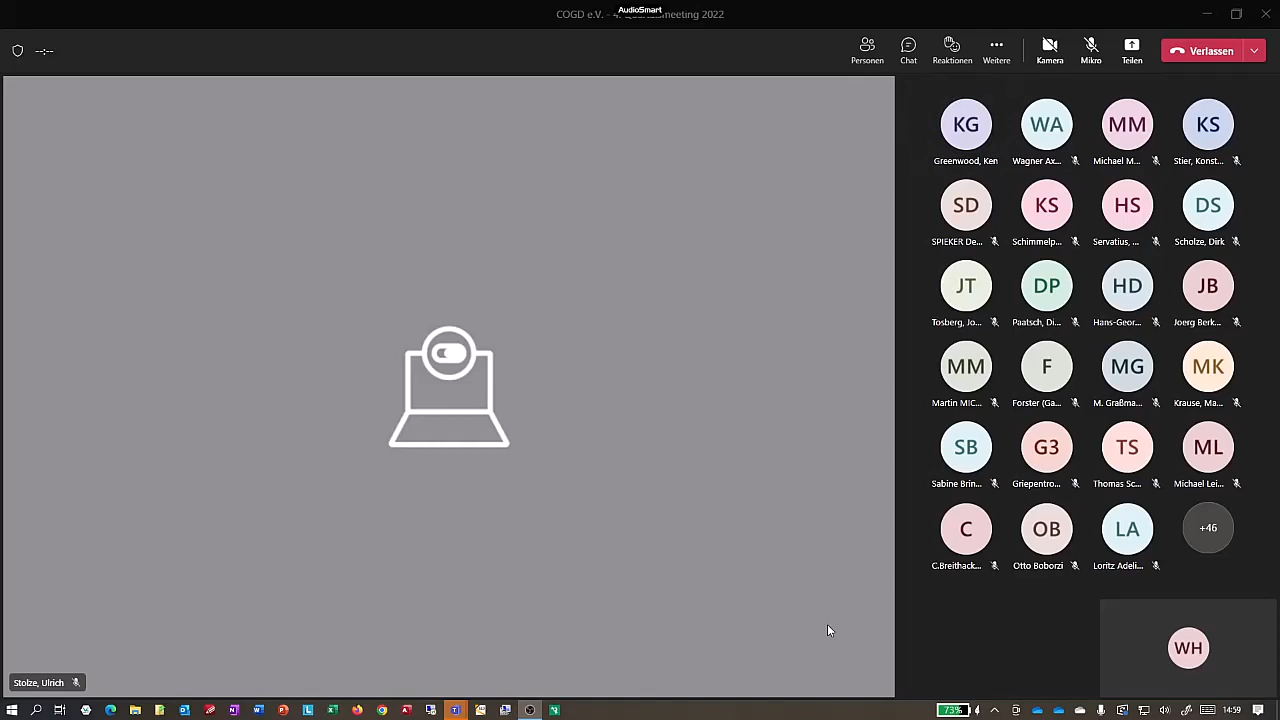 AudioSmart
COGD e.V. - 4. Q
meeting 2022
--:--
Personen
Chat
Reaktionen
Weitere
Kamera
Mikro
Teilen
Verlassen
KG
WA
MM
KS
Greenwood, Ken
Wagner Ax...
Michael M...
Stier, Konst...
SD
KS
HS
DS
SPIEKER De...
Schimmelp...
Servatius, ...
Scholze, Dirk
JT
DP
HD
JB
Tosberg, Jo...
Paatsch, Di...
Hans-Geor...
Joerg Berk...
MM
F
MG
MK
Martin MIC...
Forster (Ga...
M. Graßma...
Krause, Ma...
SB
G3
TS
ML
Sabine Brin...
Griepentro...
Thomas Sc...
Michael Lei...
C
OB
LA
+46
C.Breithack...
Otto Boborzi
Loritz Adeli...
WH
Stolze, Ulrich
73%
14:59